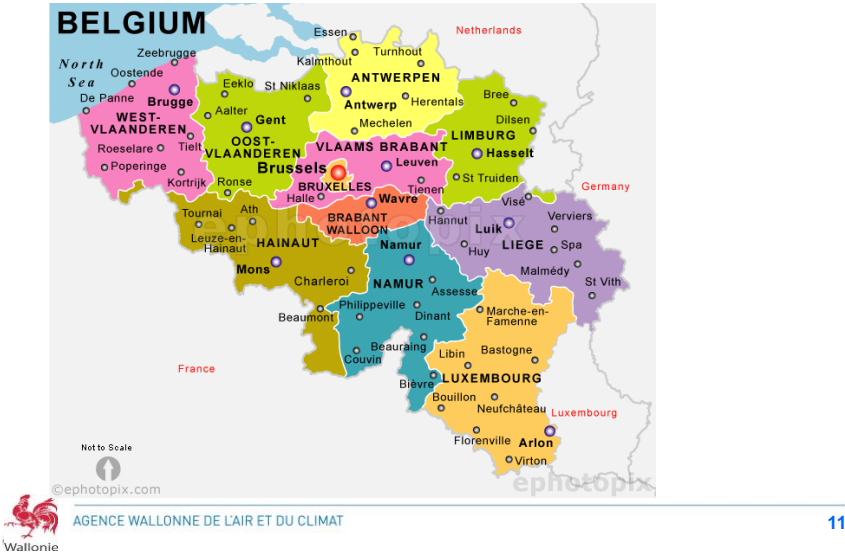 BELGIUM
North
Sea
Netherlands
Germany
France
Luxembourg
Zeebrugge
Oostende
De Panne
Brugge
WEST-
VLAANDEREN
Roeselare
Tielt
Poperinge
Kortrijk
Eeklo
St Niklaas
Aalter
Gent
OOST-
VLAANDEREN
Ronse
Essen
Kalmthout
Turnhout
ANTWERPEN
Antwerp
Herentals
Mechelen
Bree
Dilsen
LIMBURG
Hasselt
St Truiden
VLAAMS BRABANT
Leuven
Brussels
BRUXELLES
Halle
Tienen
Wavre
BRABANT
WALLOON
Tournai
Ath
Leuze-en-
Hainaut
HAINAUT
Mons
Charleroi
Beaumont
Namur
NAMUR
Assesse
Philippeville
Dinant
Beauraing
Couvin
Bièvre
Hannut
Visé
Verviers
Luik
LIEGE
Spa
Huy
Malmédy
St Vith
Marche-en-
Famenne
Libin
Bastogne
LUXEMBOURG
Bouillon
Neufchâteau
Florenville
Arlon
Virton
Not to Scale
©ephotopix.com
ephotopix
ephotopix
AGENCE WALLONNE DE L'AIR ET DU CLIMAT
11
Wallonie